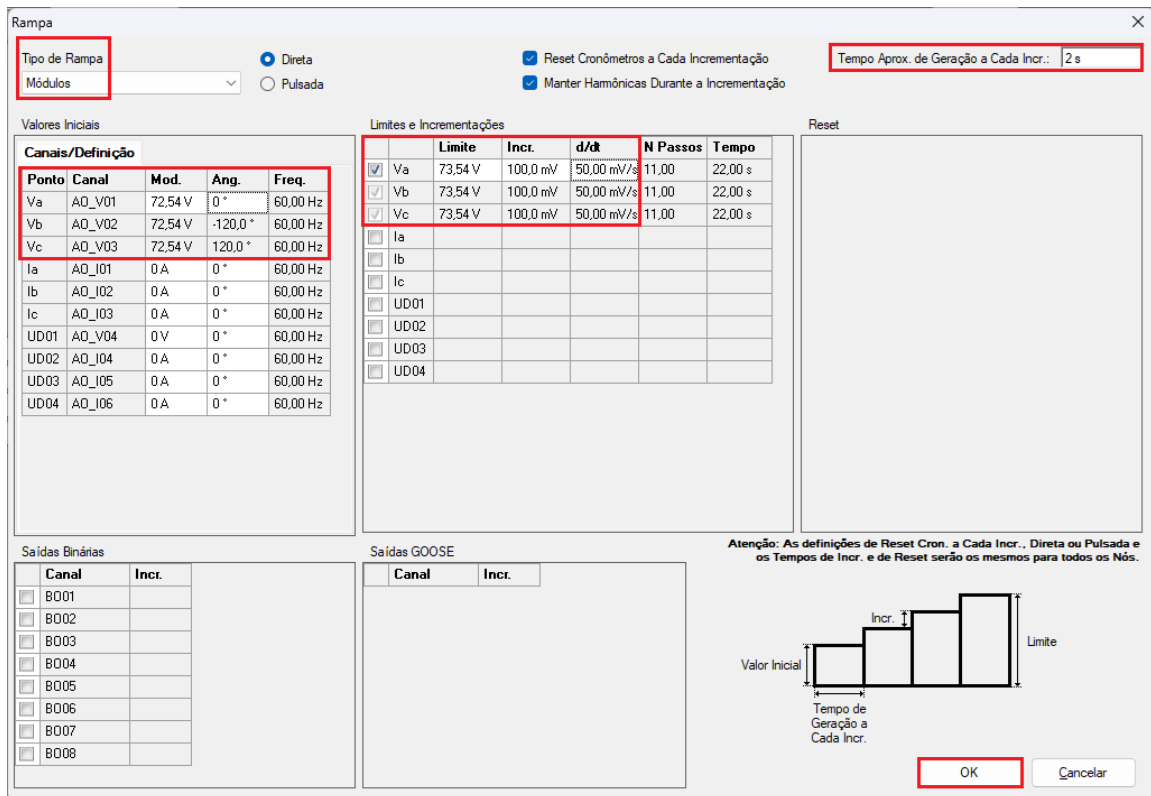 Rampa
Tipo de Rampa
Módulos
Direta
Pulsada
Reset Cronômetros a Cada Incrementação
Manter Harmônicas Durante a Incrementação
Tempo Aprox. de Geração a Cada Incr.: 2 s
Valores Iniciais
Canais/Definição
Ponto Canal Mod. Ang. Freq.
Va AO_V01 72,54 V 0 ° 60,00 Hz
Vb AO_V02 72,54 V -120,0 ° 60,00 Hz
Vc AO_V03 72,54 V 120,0 ° 60,00 Hz
Ia AO_I01 0 A 0 ° 60,00 Hz
Ib AO_I02 0 A 0 ° 60,00 Hz
Ic AO_I03 0 A 0 ° 60,00 Hz
UD01 AO_V04 0 V 0 ° 60,00 Hz
UD02 AO_I04 0 A 0 ° 60,00 Hz
UD03 AO_I05 0 A 0 ° 60,00 Hz
UD04 AO_I06 0 A 0 ° 60,00 Hz
Limites e Incrementações
Limite Incr. d/dt N Passos Tempo
Va 73,54 V 100,0 mV 50,00 mV/s 11,00 22,00 s
Vb 73,54 V 100,0 mV 50,00 mV/s 11,00 22,00 s
Vc 73,54 V 100,0 mV 50,00 mV/s 11,00 22,00 s
Ia
Ib
Ic
UD01
UD02
UD03
UD04
Reset
Saídas Binárias
Canal Incr.
BO01
BO02
BO03
BO04
BO05
BO06
BO07
BO08
Saídas GOOSE
Canal Incr.
Atenção: As definições de Reset Cron. a Cada Incr., Direta ou Pulsada e
os Tempos de Incr. e de Reset serão os mesmos para todos os Nós.
Incr.
Limite
Valor Inicial
Tempo de
Geração a
Cada Incr.
OK
Cancelar